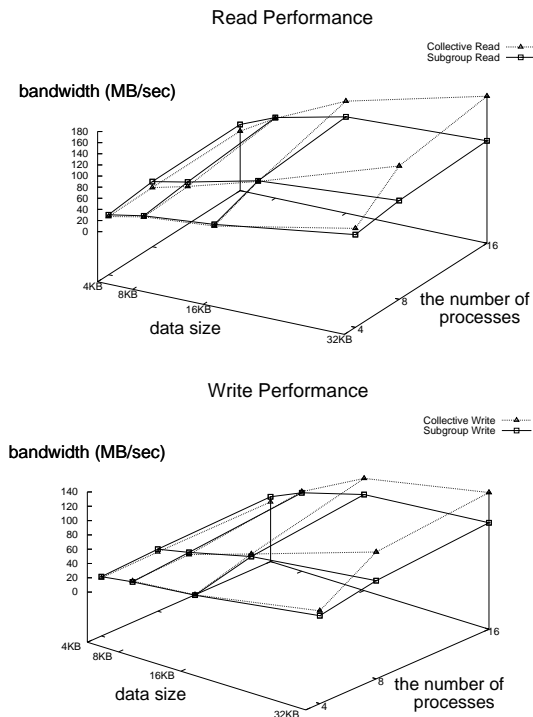 Read Performance
Collective Read
Subgroup Read
bandwidth (MB/sec)
180
160
140
120
100
80
60
40
20
0
4KB
8KB
16KB
32KB
data size
4
8
16
the number of
processes
Write Performance
Collective Write
Subgroup Write
bandwidth (MB/sec)
140
120
100
80
60
40
20
0
4KB
8KB
16KB
32KB
data size
4
8
16
the number of
processes